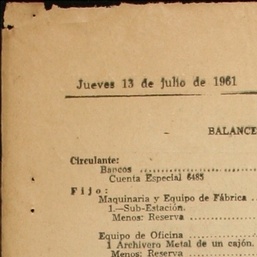 Jueves 13 de julio de 1961
BALANCE
Circulante:
Bancos ..................
Cuenta Especial 6485
Fijo:
Maquinaria y Equipo de Fábrica .
1.—Sub-Estación.
Menos: Reserva ............
Equipo de Oficina ............
1 Archivero Metal de un cajón.
Menos: Reserva ............